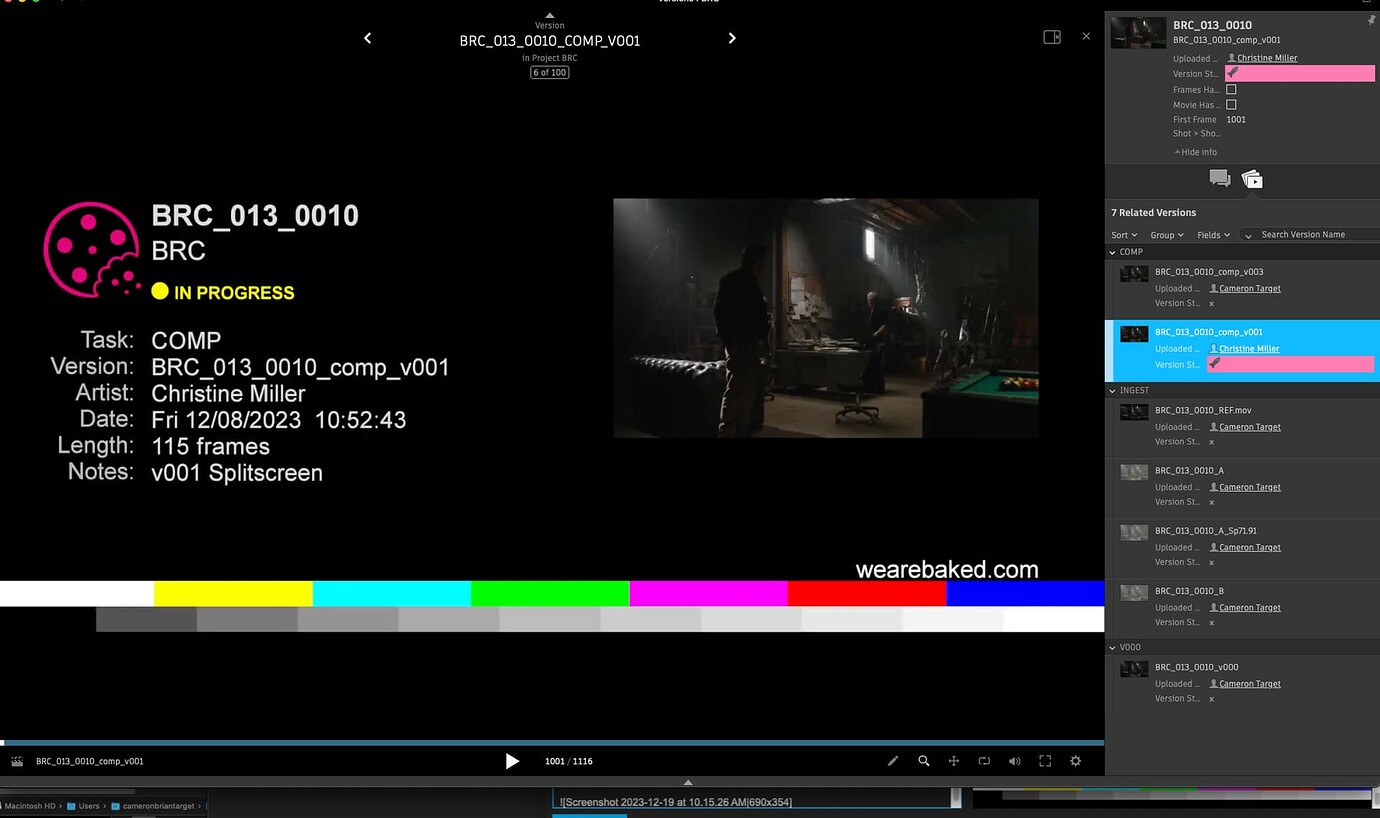 Version
BRC_013_0010_COMP_V001
in Project BRC
6 of 100
BRC_013_0010
BRC
IN PROGRESS
Task: COMP
Version: BRC_013_0010_comp_v001
Artist: Christine Miller
Date: Fri 12/08/2023 10:52:43
Length: 115 frames
Notes: v001 Splitscreen
wearebaked.com
BRC_013_0010_comp_v001
1001 / 1116
BRC_013_0010
BRC_013_0010_comp_v001
Uploaded ... Christine Miller
Version St...
Frames Ha...
Movie Has ...
First Frame 1001
Shot > Sho...
Hide info
7 Related Versions
Sort Group Fields Search Version Name
COMP
BRC_013_0010_comp_v003
Uploaded ... Cameron Target
Version St... x
BRC_013_0010_comp_v001
Uploaded ... Christine Miller
Version St...
INGEST
BRC_013_0010_REF.mov
Uploaded ... Cameron Target
Version St... x
BRC_013_0010_A
Uploaded ... Cameron Target
Version St... x
BRC_013_0010_A_Sp71.91
Uploaded ... Cameron Target
Version St... x
BRC_013_0010_B
Uploaded ... Cameron Target
Version St... x
V000
BRC_013_0010_v000
Uploaded ... Cameron Target
Version St... x
Macintosh HD › Users › cameronbriantarget ›
![Screenshot 2023-12-19 at 10.15.26 AM|690x354]